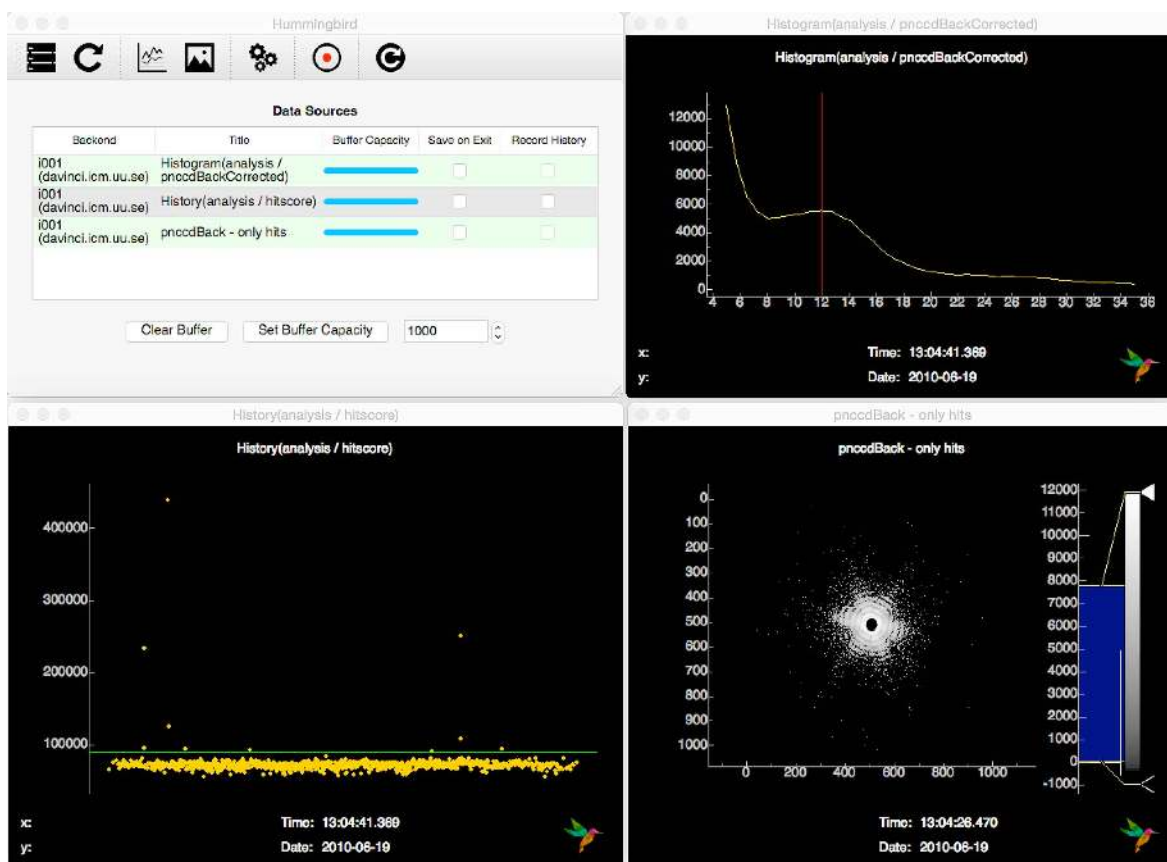 Hummingbird
Data Sources
Backend Title Buffer Capacity Save on Exit Record History
i001
(davinci.icm.uu.se)
Histogram(analysis /
pnccdBackCorrected)
i001
(davinci.icm.uu.se)
History(analysis / hitscore)
i001
(davinci.icm.uu.se)
pnccdBack - only hits
Clear Buffer Set Buffer Capacity 1000
Histogram(analysis / pnccdBackCorrected)
Histogram(analysis / pnccdBackCorrected)
12000
10000
8000
6000
4000
2000
0
4 6 8 10 12 14 16 18 20 22 24 26 28 30 32 34 36
x: Time: 13:04:41.369
y: Date: 2010-06-19
History(analysis / hitscore)
History(analysis / hitscore)
400000
300000
200000
100000
x: Time: 13:04:41.369
y: Date: 2010-06-19
pnccdBack - only hits
pnccdBack - only hits
0
100
200
300
400
500
600
700
800
900
1000
0 200 400 600 800 1000
12000
11000
10000
9000
8000
7000
6000
5000
4000
3000
2000
1000
0
-1000
Time: 13:04:26.470
Date: 2010-06-19